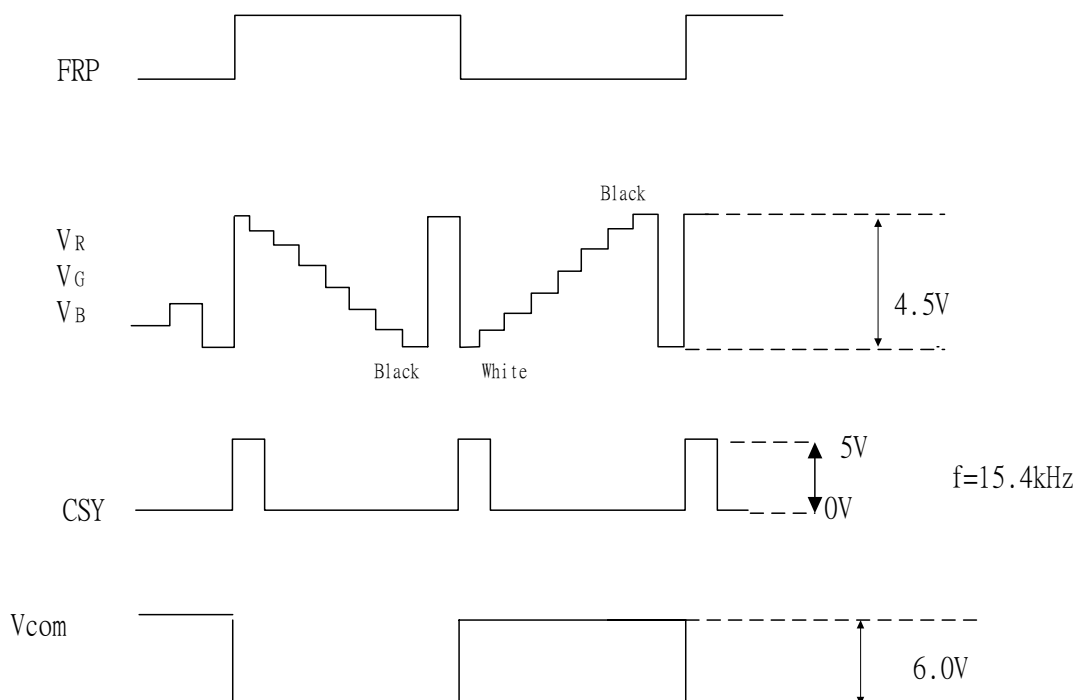 FRP
Black
VR
VG
VB
4.5V
Black
White
5V
f=15.4kHz
CSY
0V
Vcom
6.0V